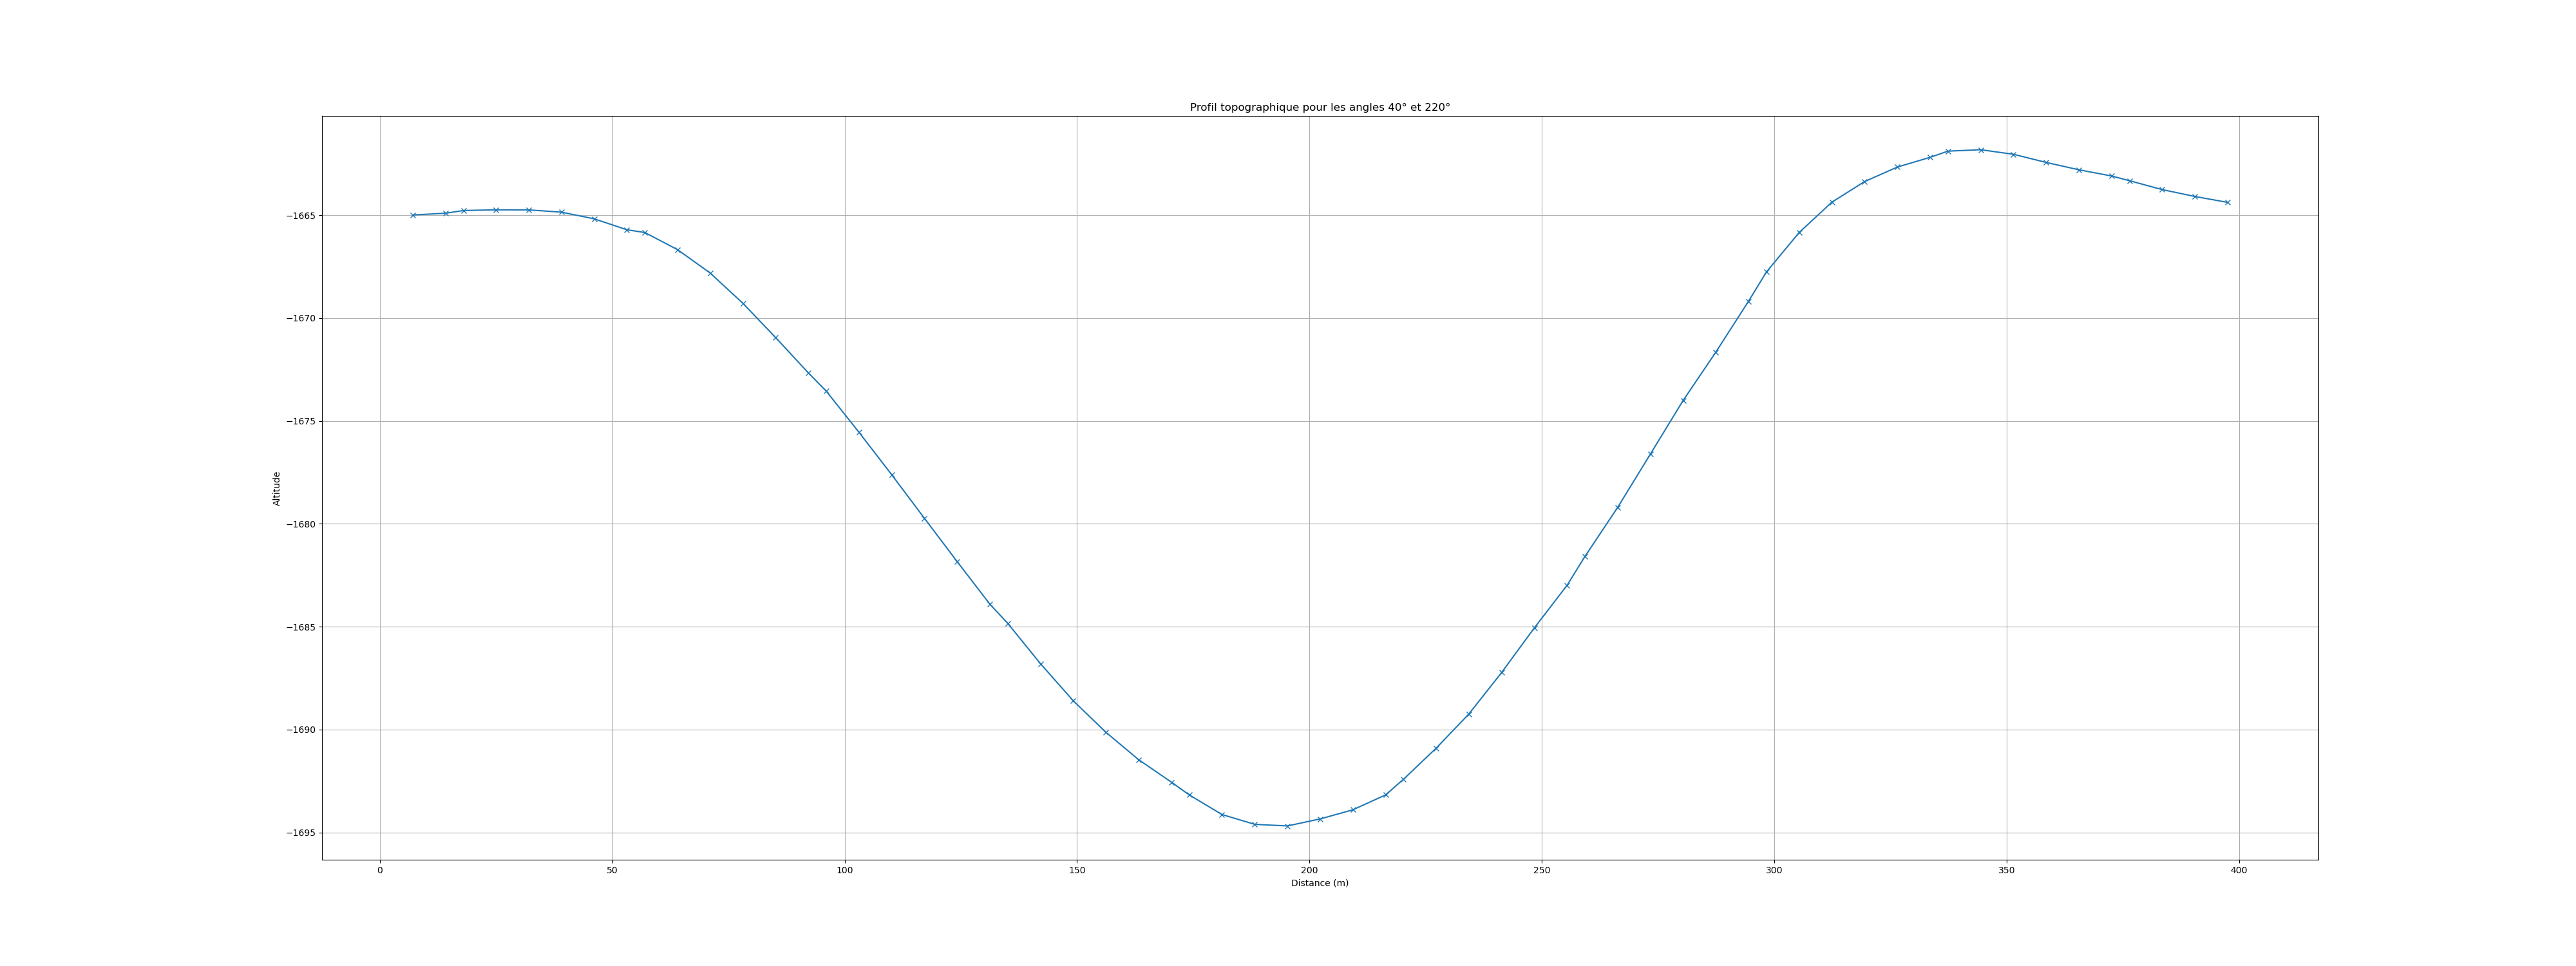 Profil topographique pour les angles 40° et 220°
−1665
−1670
−1675
−1680
−1685
−1690
−1695
Altitude
0 50 100 150 200 250 300 350 400
Distance (m)